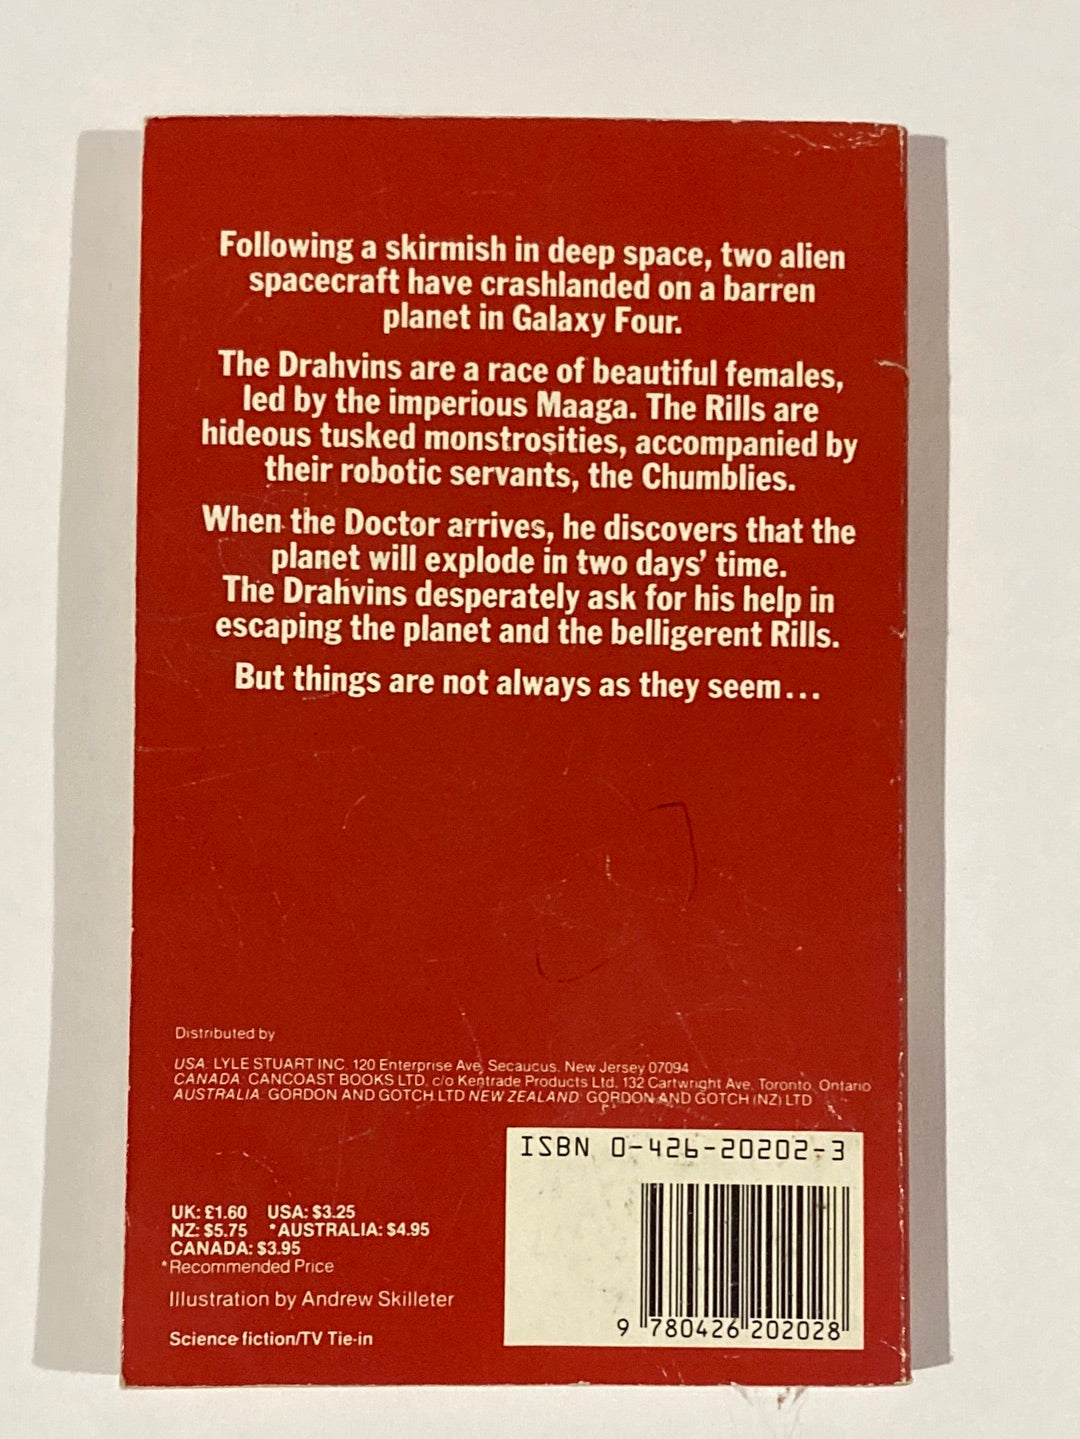 Following a skirmish in deep space, two alien
spacecraft have crashlanded on a barren
planet in Galaxy Four.
The Drahvins are a race of beautiful females,
led by the imperious Maaga. The Rills are
hideous tusked monstrosities, accompanied by
their robotic servants, the Chumblies.
When the Doctor arrives, he discovers that the
planet will explode in two days' time.
The Drahvins desperately ask for his help in
escaping the planet and the belligerent Rills.
But things are not always as they seem...
Distributed by
USA: LYLE STUART INC. 120 Enterprise Ave, Secaucus, New Jersey 07094
CANADA: CANCOAST BOOKS LTD, c/o Kentrade Products Ltd. 132 Cartwright Ave, Toronto, Ontario
AUSTRALIA: GORDON AND GOTCH LTD NEW ZEALAND: GORDON AND GOTCH (NZ) LTD
ISBN 0-426-20202-3
UK: £1.60 USA: $3.25
NZ: $5.75 *AUSTRALIA: $4.95
CANADA: $3.95
*Recommended Price
Illustration by Andrew Skilleter
Science fiction/TV Tie-in
9 780426 202028